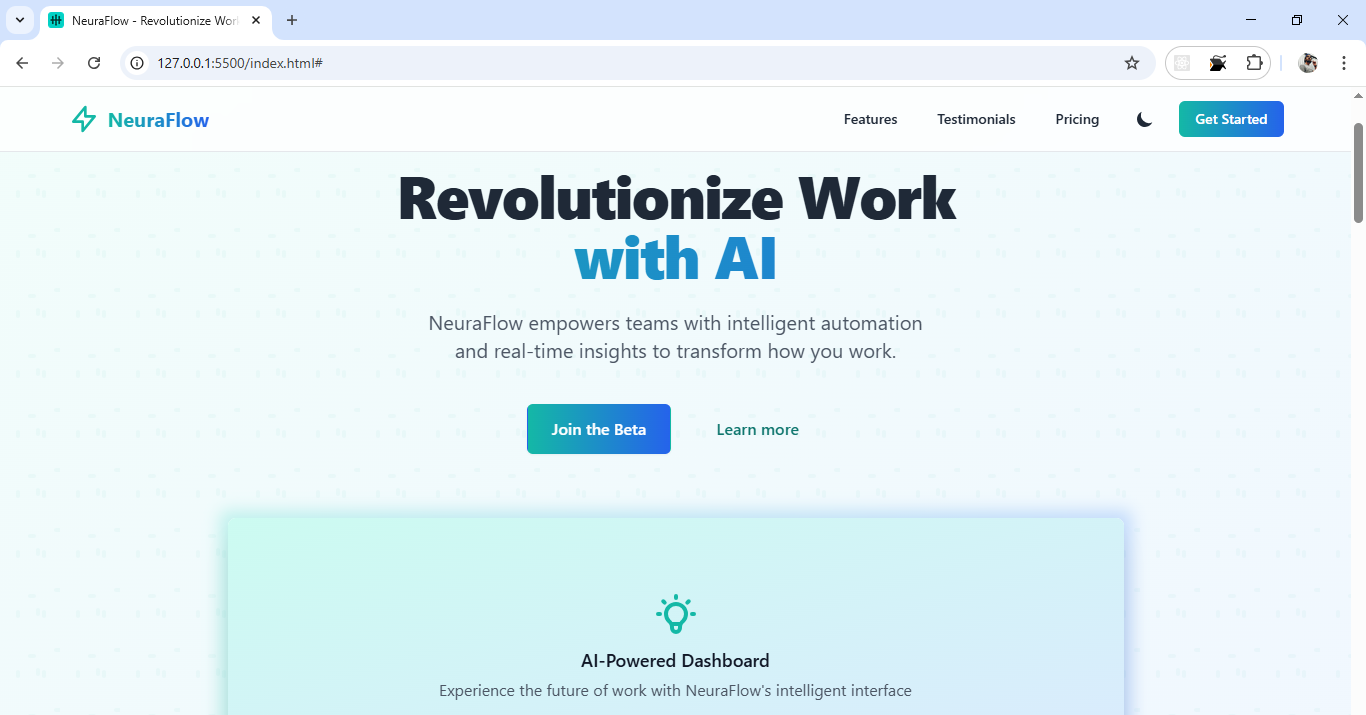 NeuraFlow - Revolutionize Wor
127.0.0.1:5500/index.html#
NeuraFlow
Features
Testimonials
Pricing
Get Started
Revolutionize Work
with AI
NeuraFlow empowers teams with intelligent automation
and real-time insights to transform how you work.
Join the Beta
Learn more
AI-Powered Dashboard
Experience the future of work with NeuraFlow's intelligent interface